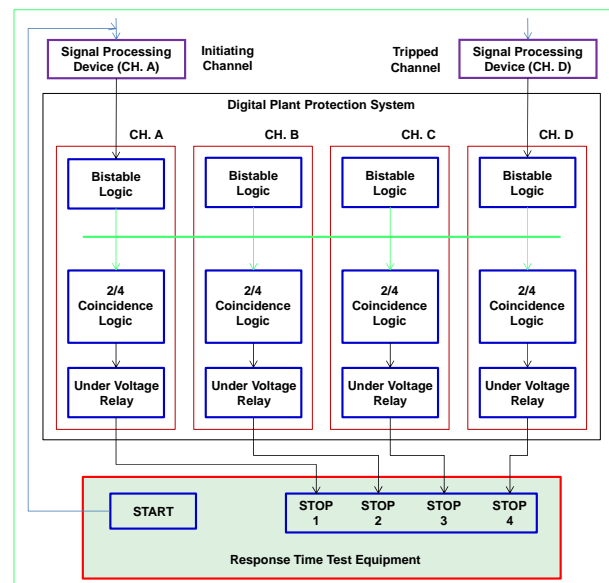 Signal Processing
Device (CH. A)
Initiating
Channel
Tripped
Channel
Signal Processing
Device (CH. D)
Digital Plant Protection System
CH. A
CH. B
CH. C
CH. D
Bistable
Logic
Bistable
Logic
Bistable
Logic
Bistable
Logic
2/4
Coincidence
Logic
2/4
Coincidence
Logic
2/4
Coincidence
Logic
2/4
Coincidence
Logic
Under Voltage
Relay
Under Voltage
Relay
Under Voltage
Relay
Under Voltage
Relay
START
STOP
1
STOP
2
STOP
3
STOP
4
Response Time Test Equipment